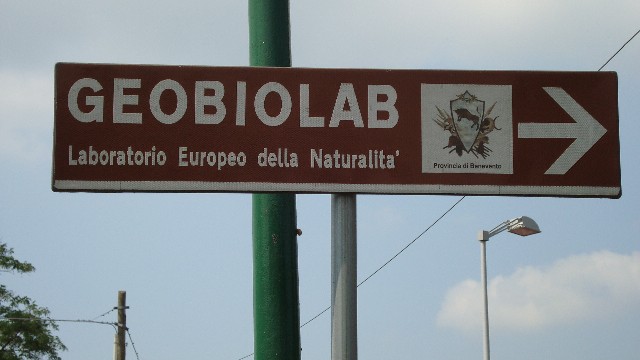 GEOBIOLAB
Laboratorio Europeo della Naturalita'
Provincia di Benevento